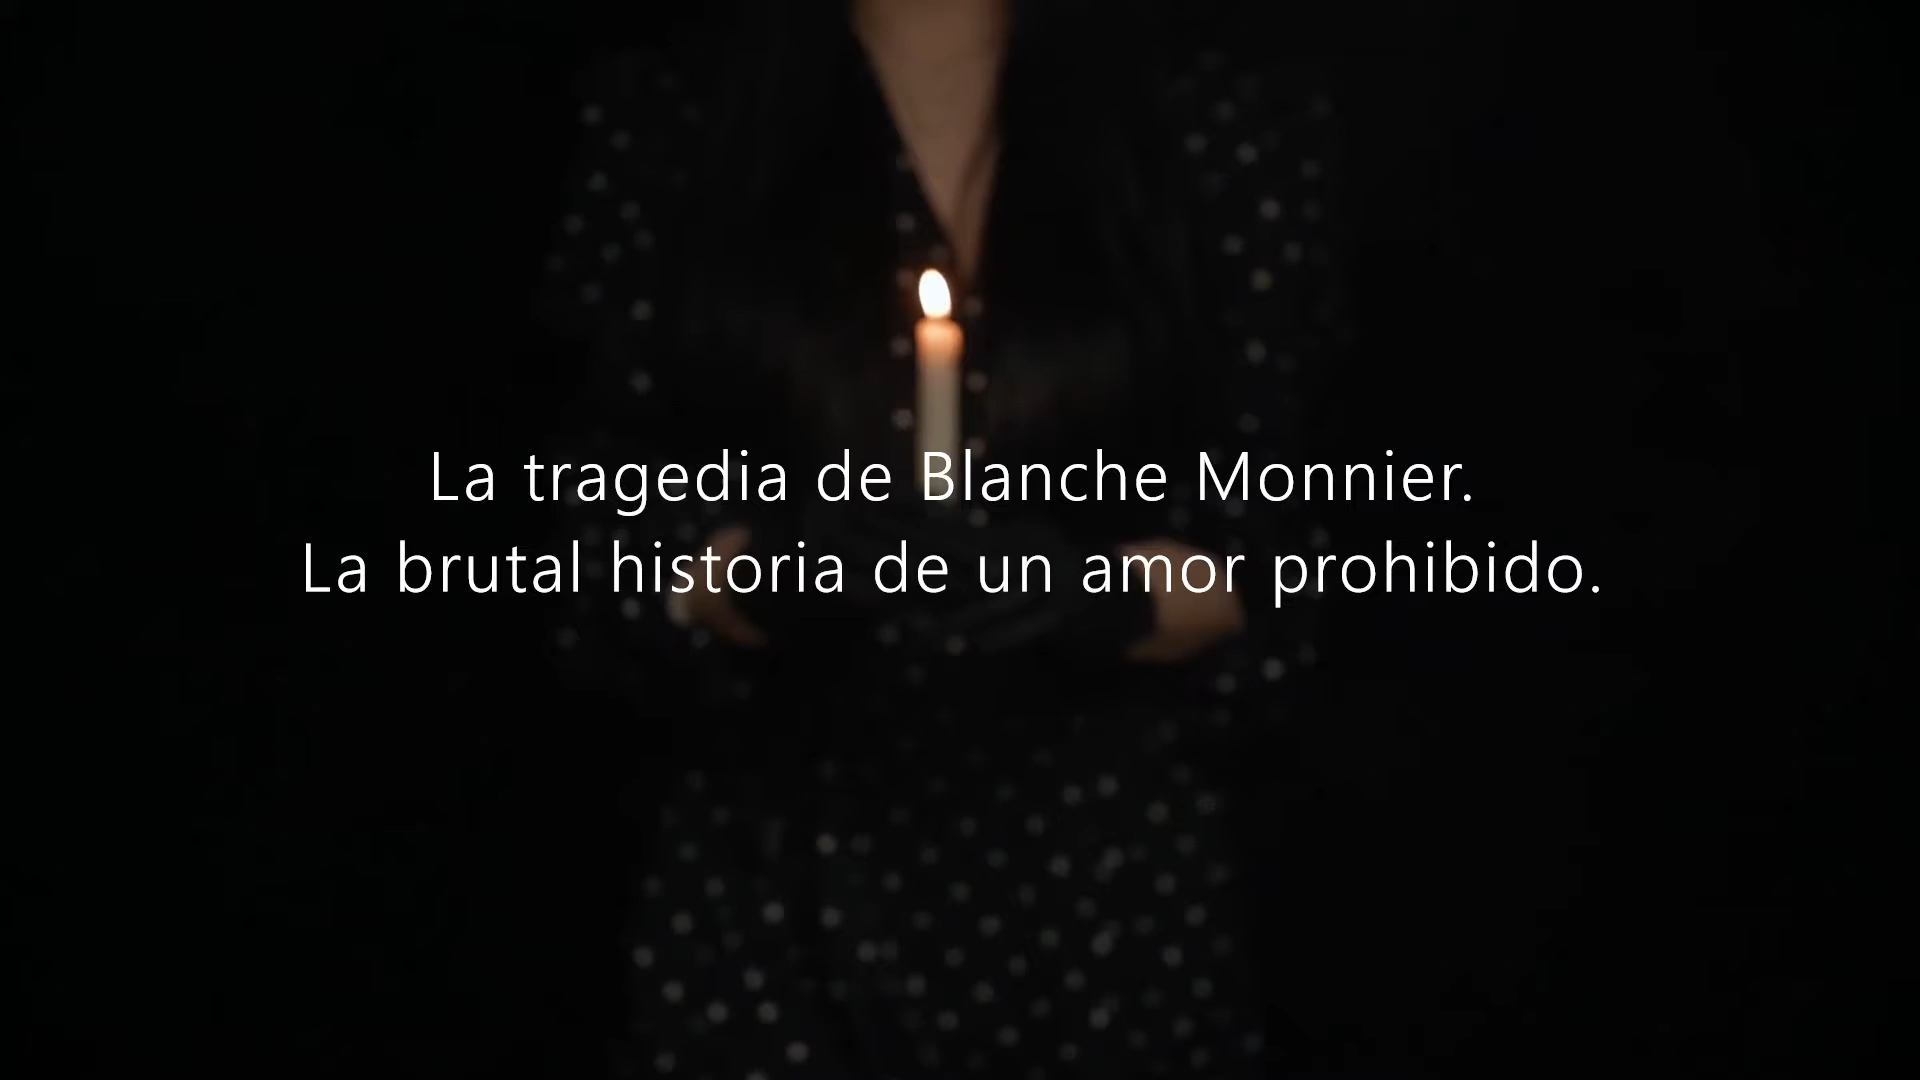 La tragedia de Blanche Monnier.
La brutal historia de un amor prohibido.